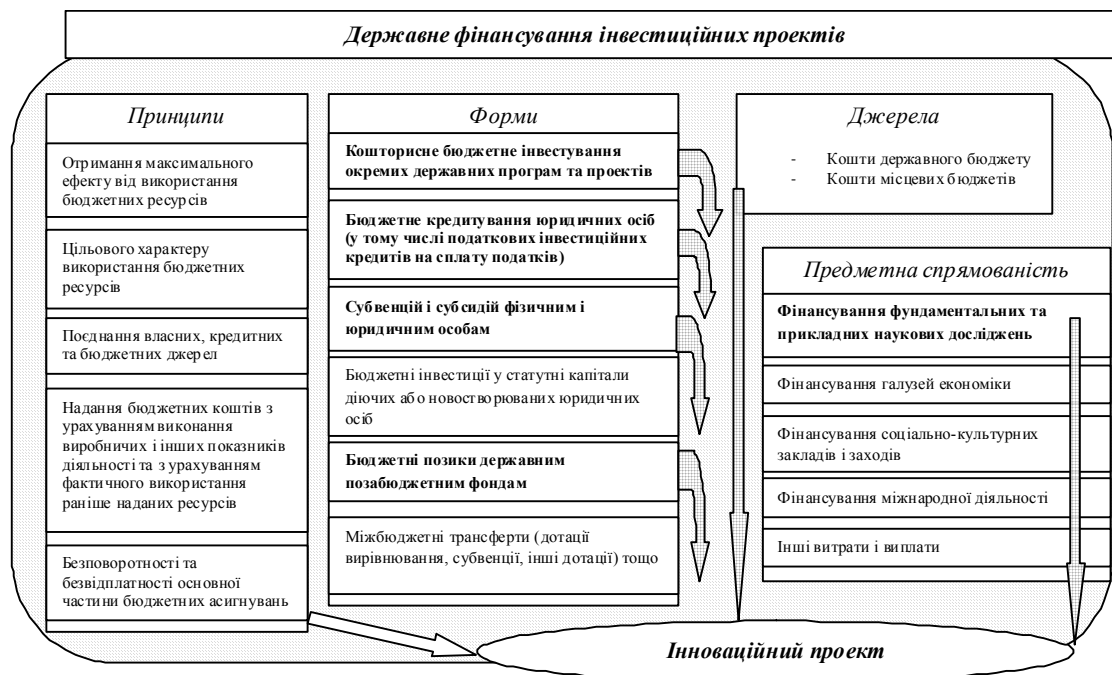 Державне фінансування інвестиційних проектів
Принципи
Отримання максимального
ефекту від використання
бюджетних ресурсів
Цільового характеру
використання бюджетних
ресурсів
Поєднання власних, кредитних
та бюджетних джерел
Надання бюджетних коштів з
урахуванням виконання
виробничих і інших показників
діяльності та з урахуванням
фактичного використання
раніше наданих ресурсів
Безповоротності та
безвідплатності основної
частини бюджетних асигнувань
Форми
Кошторисне бюджетне інвестування
окремих державних програм та проектів
Бюджетне кредитування юридичних осіб
(у тому числі податкових інвестиційних
кредитів на сплату податків)
Субвенцій і субсидій фізичним і
юридичним особам
Бюджетні інвестиції у статутні капітали
діючих або новостворюваних юридичних
осіб
Бюджетні позики державним
позабюджетним фондам
Міжбюджетні трансферти (дотації
вирівнювання, субвенції, інші дотації) тощо
Джерела
- Кошти державного бюджету
- Кошти місцевих бюджетів
Предметна спрямованість
Фінансування фундаментальних та
прикладних наукових досліджень
Фінансування галузей економіки
Фінансування соціально-культурних
закладів і заходів
Фінансування міжнародної діяльності
Інші витрати і виплати
Інноваційний проект